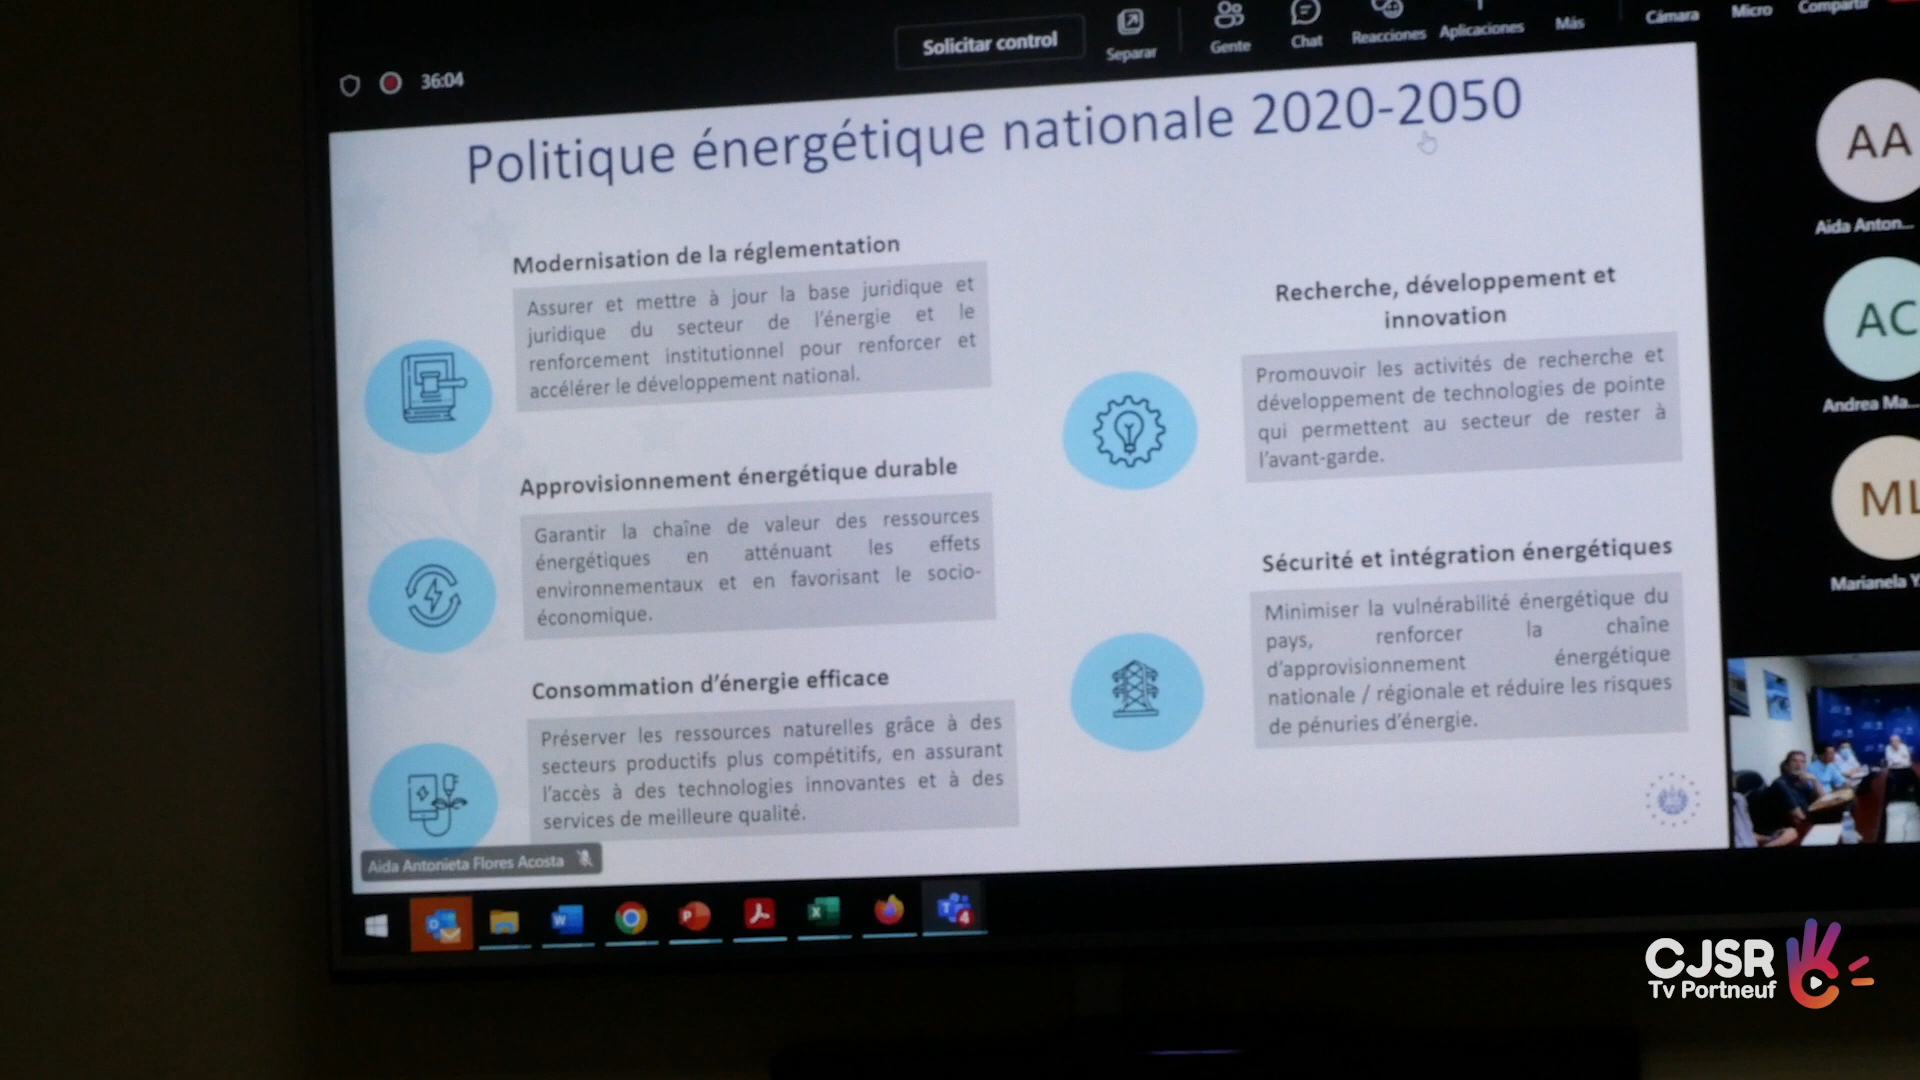 Solicitar control
Separar
Gente
Chat
Reacciones
Aplicaciones
Más
Cámara
Micro
Compartir
36:04
Politique énergétique nationale 2020-2050
Modernisation de la réglementation
Assurer et mettre à jour la base juridique et
juridique du secteur de l'énergie et le
renforcement institutionnel pour renforcer et
accélérer le développement national.
Approvisionnement énergétique durable
Garantir la chaîne de valeur des ressources
énergétiques en atténuant les effets
environnementaux et en favorisant le socio-
économique.
Consommation d'énergie efficace
Préserver les ressources naturelles grâce à des
secteurs productifs plus compétitifs, en assurant
l'accès à des technologies innovantes et à des
services de meilleure qualité.
Recherche, développement et
innovation
Promouvoir les activités de recherche et
développement de technologies de pointe
qui permettent au secteur de rester à
l'avant-garde.
Sécurité et intégration énergétiques
Minimiser la vulnérabilité énergétique du
pays, renforcer la chaîne
d'approvisionnement énergétique
nationale / régionale et réduire les risques
de pénuries d'énergie.
AA
Aida Anton...
AC
Andrea Ma...
ML
Marianela Y
Aida Antonieta Flores Acosta
4
CJSR
Tv Portneuf